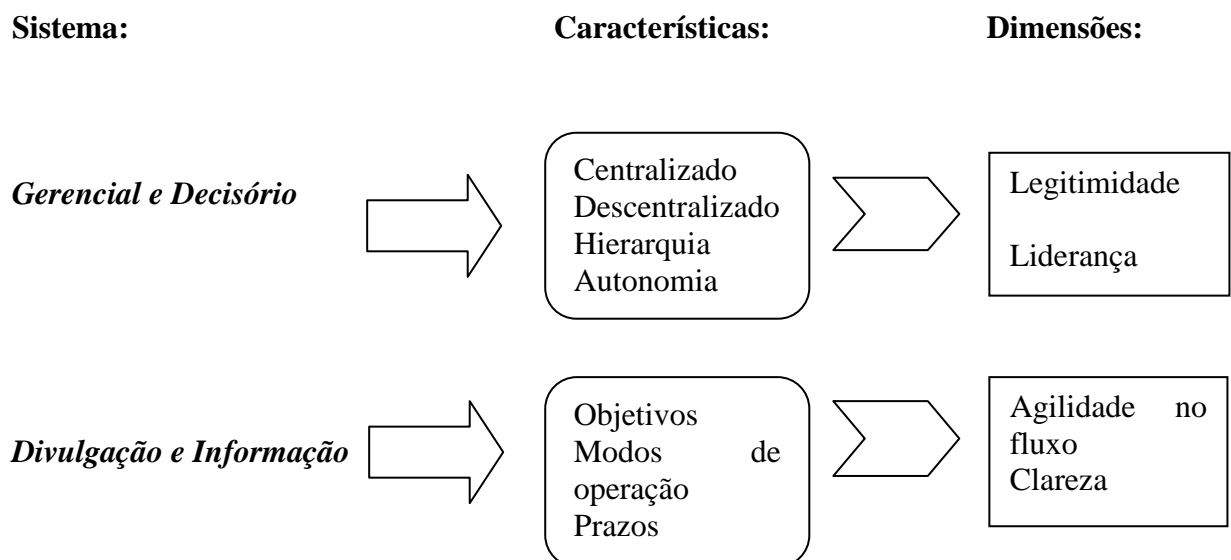 Sistema: Características: Dimensões:
Gerencial e Decisório
Centralizado
Descentralizado
Hierarquia
Autonomia
Legitimidade
Liderança
Divulgação e Informação
Objetivos
Modos de
operação
Prazos
Agilidade no
fluxo
Clareza